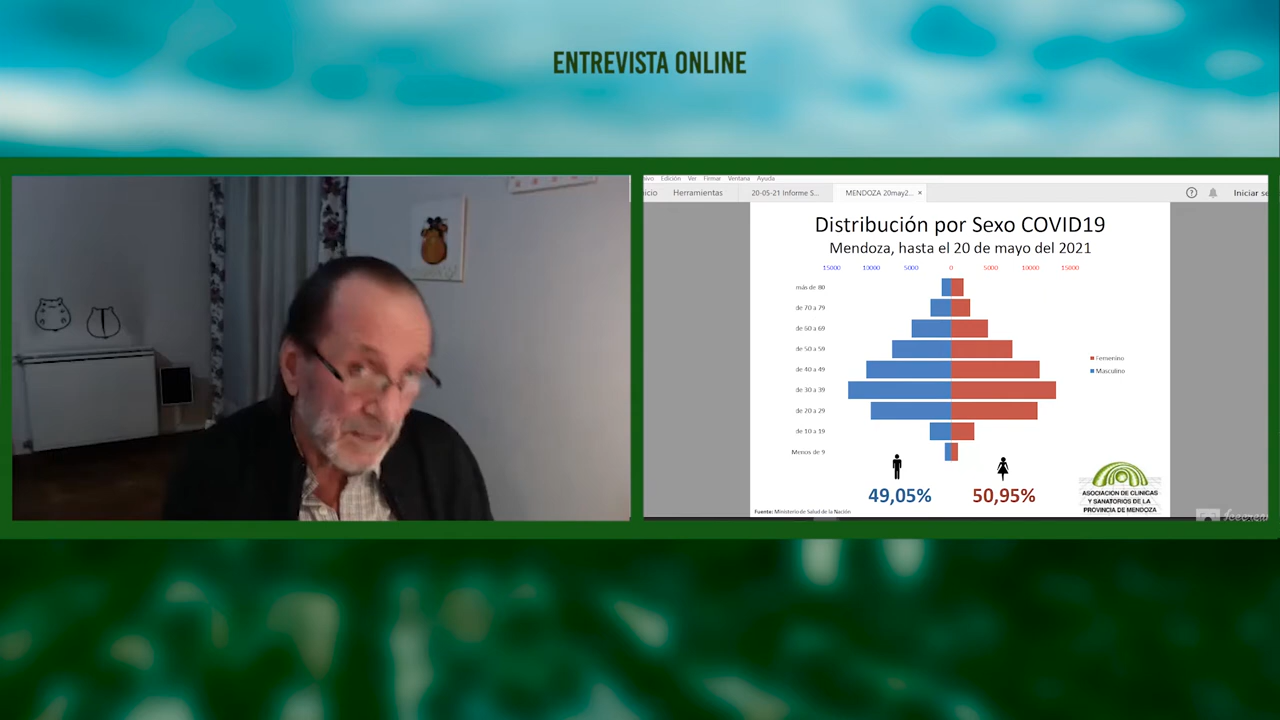 ENTREVISTA ONLINE
Edición Ver Firmar Ventana Ayuda
Herramientas 20-05-21 Informe S... MENDOZA 20may2... × ? Iniciar se
Distribución por Sexo COVID19
Mendoza, hasta el 20 de mayo del 2021
15000 10000 5000 0 5000 10000 15000
más de 80
de 70 a 79
de 60 a 69
de 50 a 59
de 40 a 49
de 30 a 39
de 20 a 29
de 10 a 19
Menos de 9
Femenino
Masculino
49,05% 50,95%
Fuente: Ministerio de Salud de la Nación
ASOCIACION DE CLINICAS
Y SANATORIOS DE LA
PROVINCIA DE MENDOZA